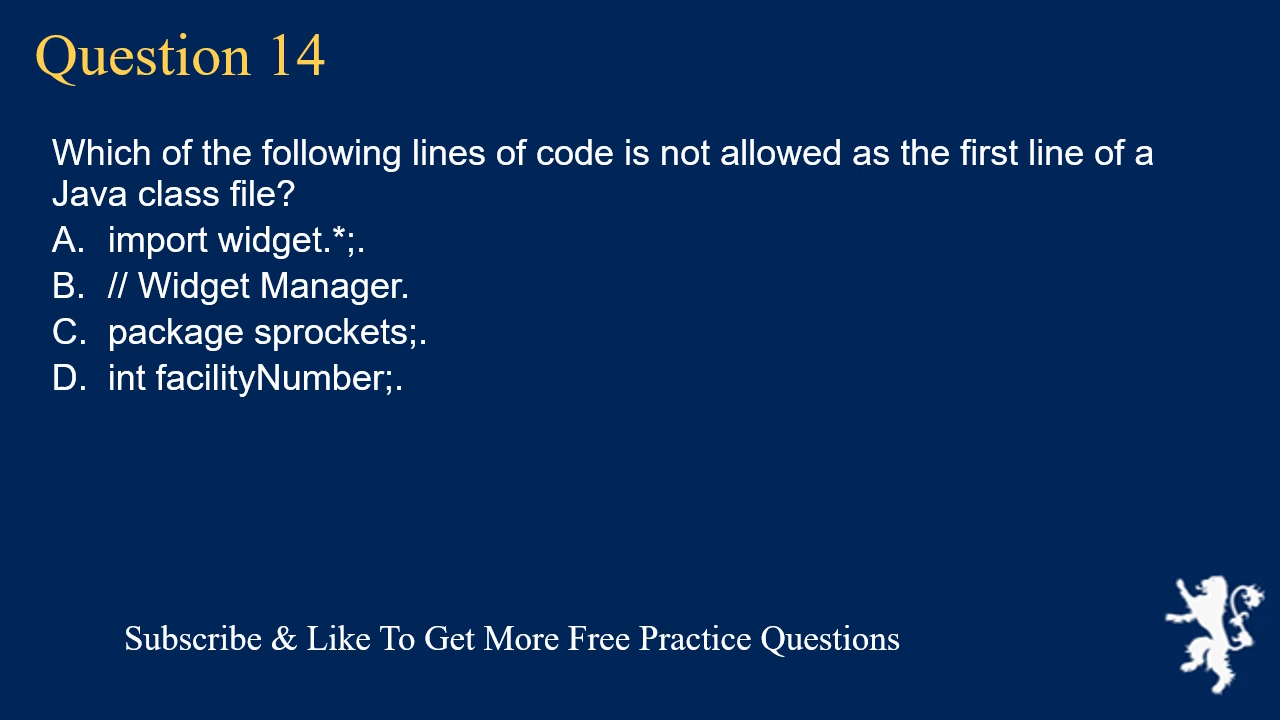 Question 14
Which of the following lines of code is not allowed as the first line of a
Java class file?
A. import widget.*;.
B. // Widget Manager.
C. package sprockets;.
D. int facilityNumber;.
Subscribe & Like To Get More Free Practice Questions